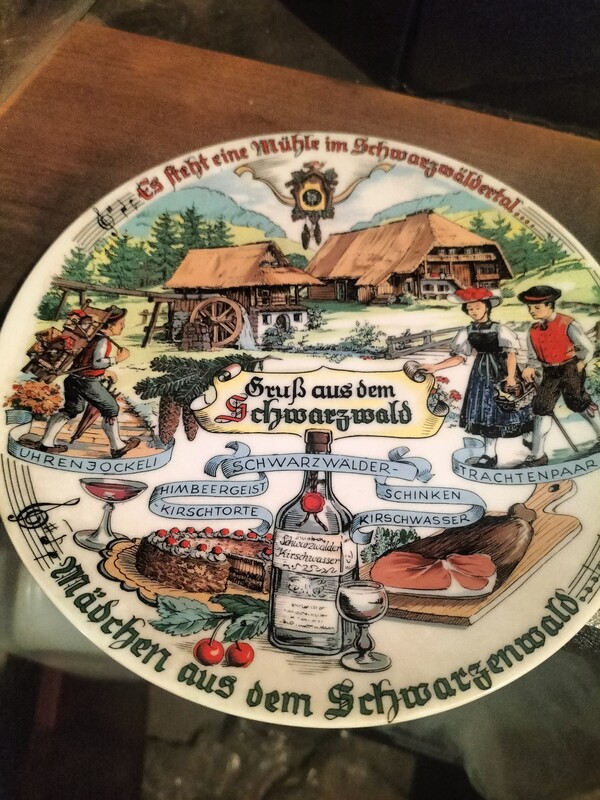 Es steht eine Mühle im Schwarzwäldertal....
Gruß aus dem
Schwarzwald
UHRENJOCKELI
SCHWARZWÄLDER-
TRACHTENPAAR
HIMBEERGEIST
KIRSCHTORTE
SCHINKEN
KIRSCHWASSER
Schwarzwälder
Kirschwasser
Mädchen aus dem Schwarzenwald